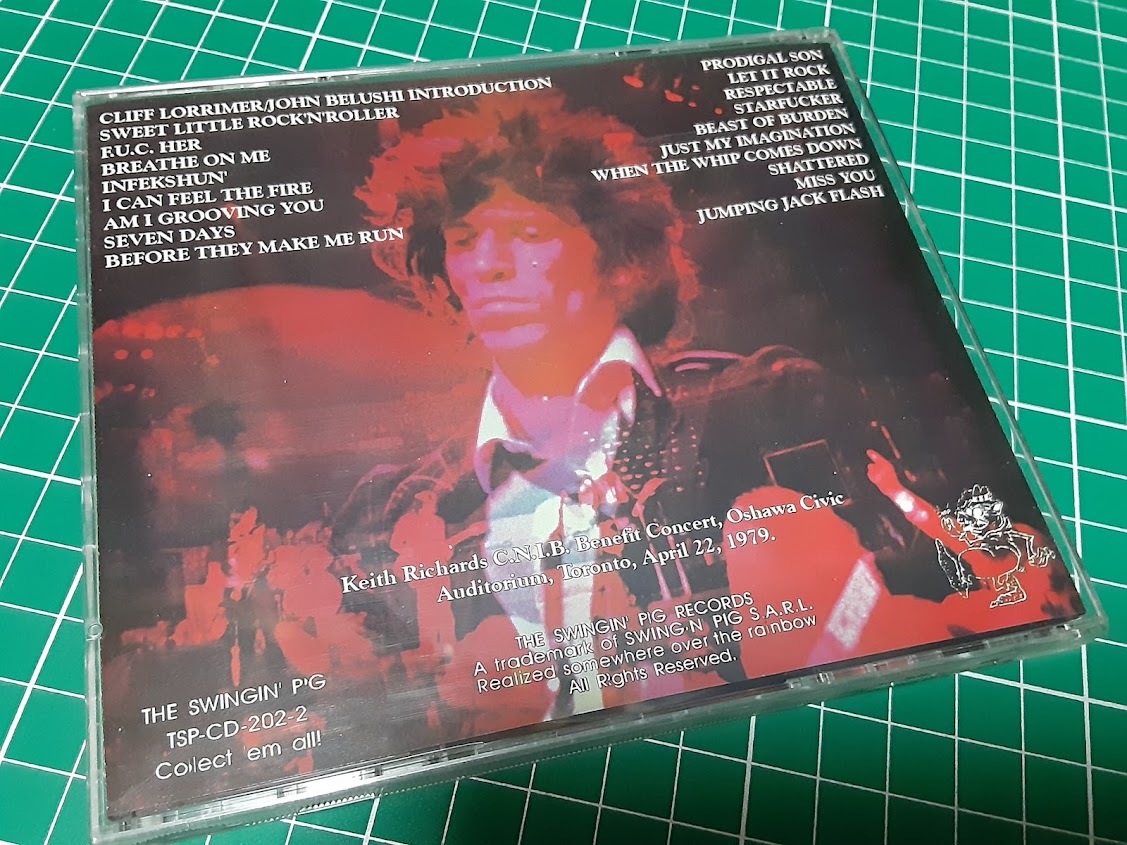 CLIFF LORRIMER/JOHN BELUSHI INTRODUCTION
SWEET LITTLE ROCK'N'ROLLER
F.U.C. HER
BREATHE ON ME
INFEKSHUN'
I CAN FEEL THE FIRE
AM I GROOVING YOU
SEVEN DAYS
BEFORE THEY MAKE ME RUN
PRODIGAL SON
LET IT ROCK
RESPECTABLE
STARFUCKER
BEAST OF BURDEN
JUST MY IMAGINATION
WHEN THE WHIP COMES DOWN
SHATTERED
MISS YOU
JUMPING JACK FLASH
Keith Richards C.N.I.B. Benefit Concert, Oshawa Civic
Auditorium, Toronto, April 22, 1979.
THE SWINGIN' PIG RECORDS
A trademark of SWING.N PIG S.A.R.L.
Realized somewhere over the rainbow
All Rights Reserved.
THE SWINGIN' PIG
TSP-CD-202-2
Collect 'em all!